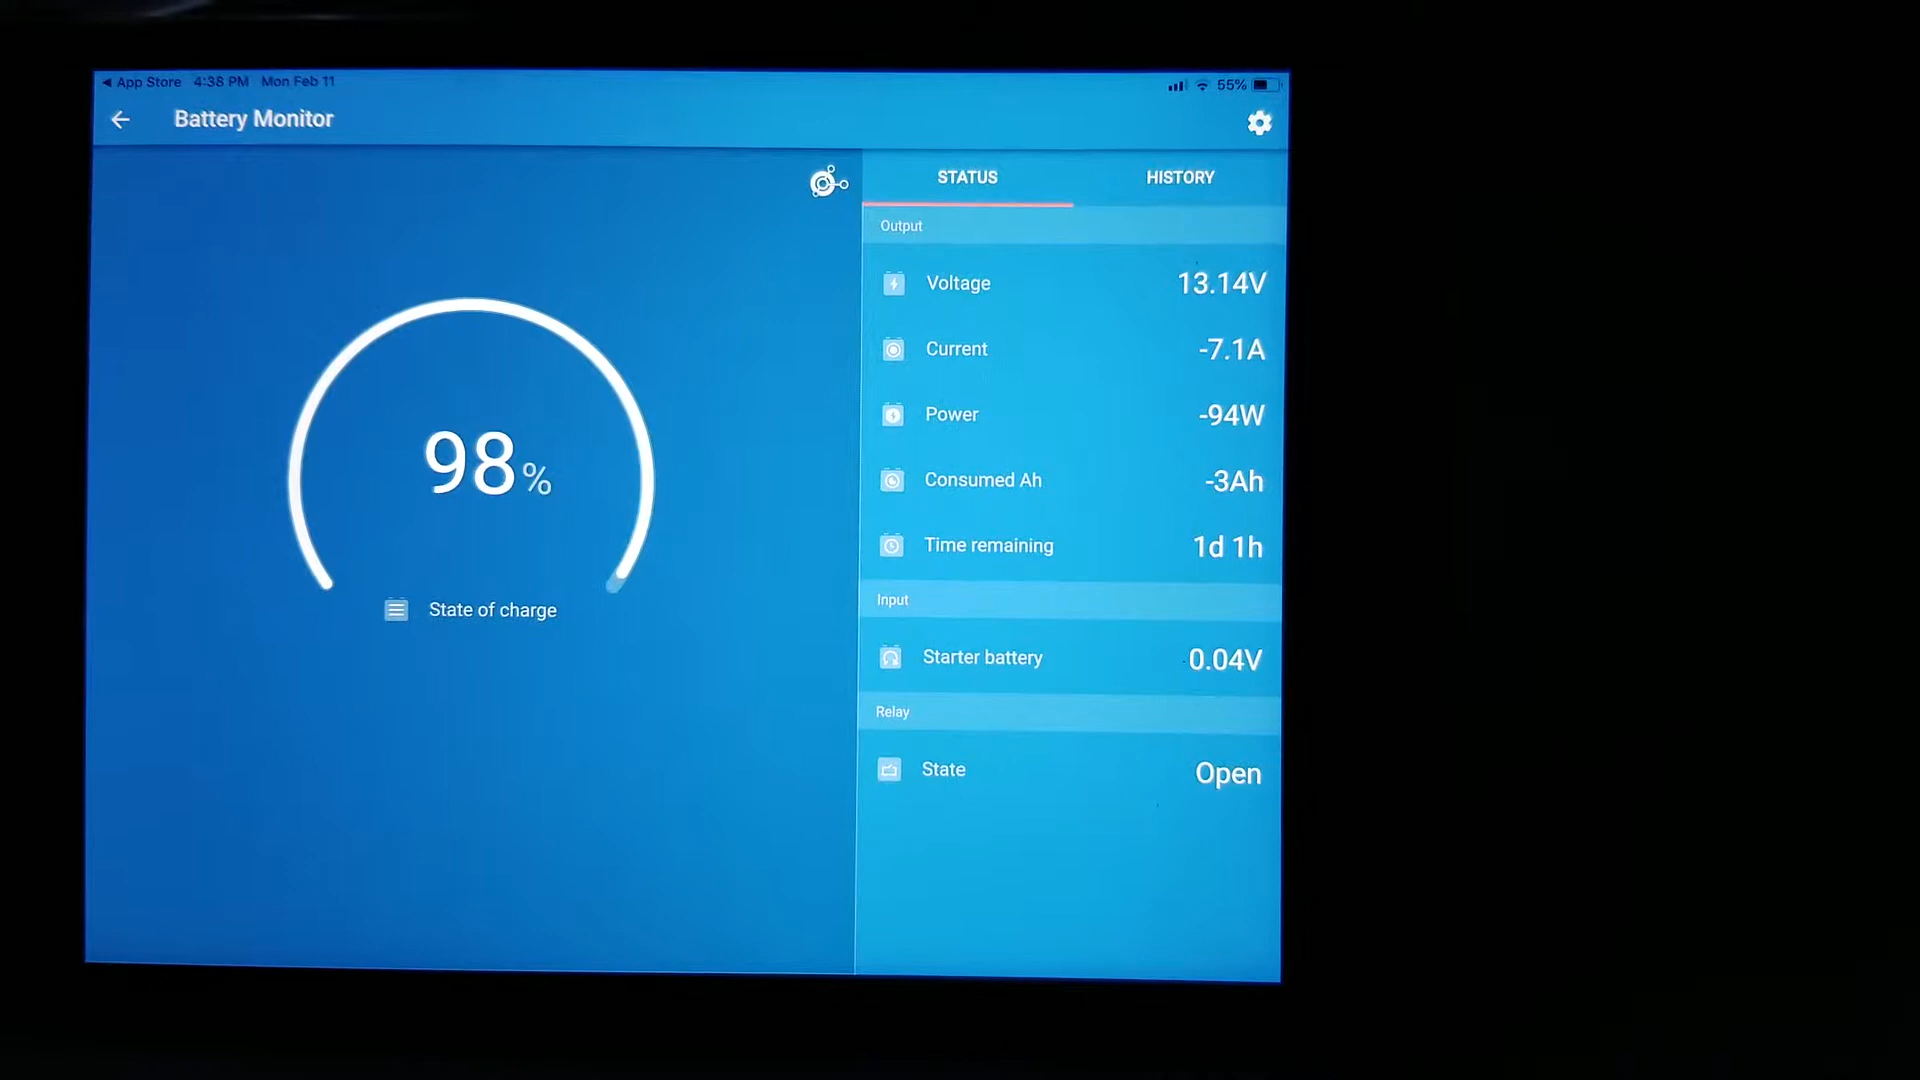 ◀ App Store 4:38 PM Mon Feb 11 55%
Battery Monitor
98%
State of charge
STATUS HISTORY
Output
Voltage 13.14V
Current -7.1A
Power -94W
Consumed Ah -3Ah
Time remaining 1d 1h
Input
Starter battery 0.04V
Relay
State Open